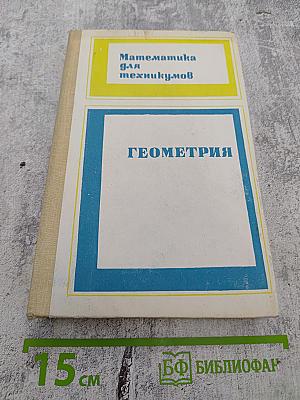 Математика
для
техникумов
ГЕОМЕТРИЯ
15 см
БФ БИБЛИОФАН